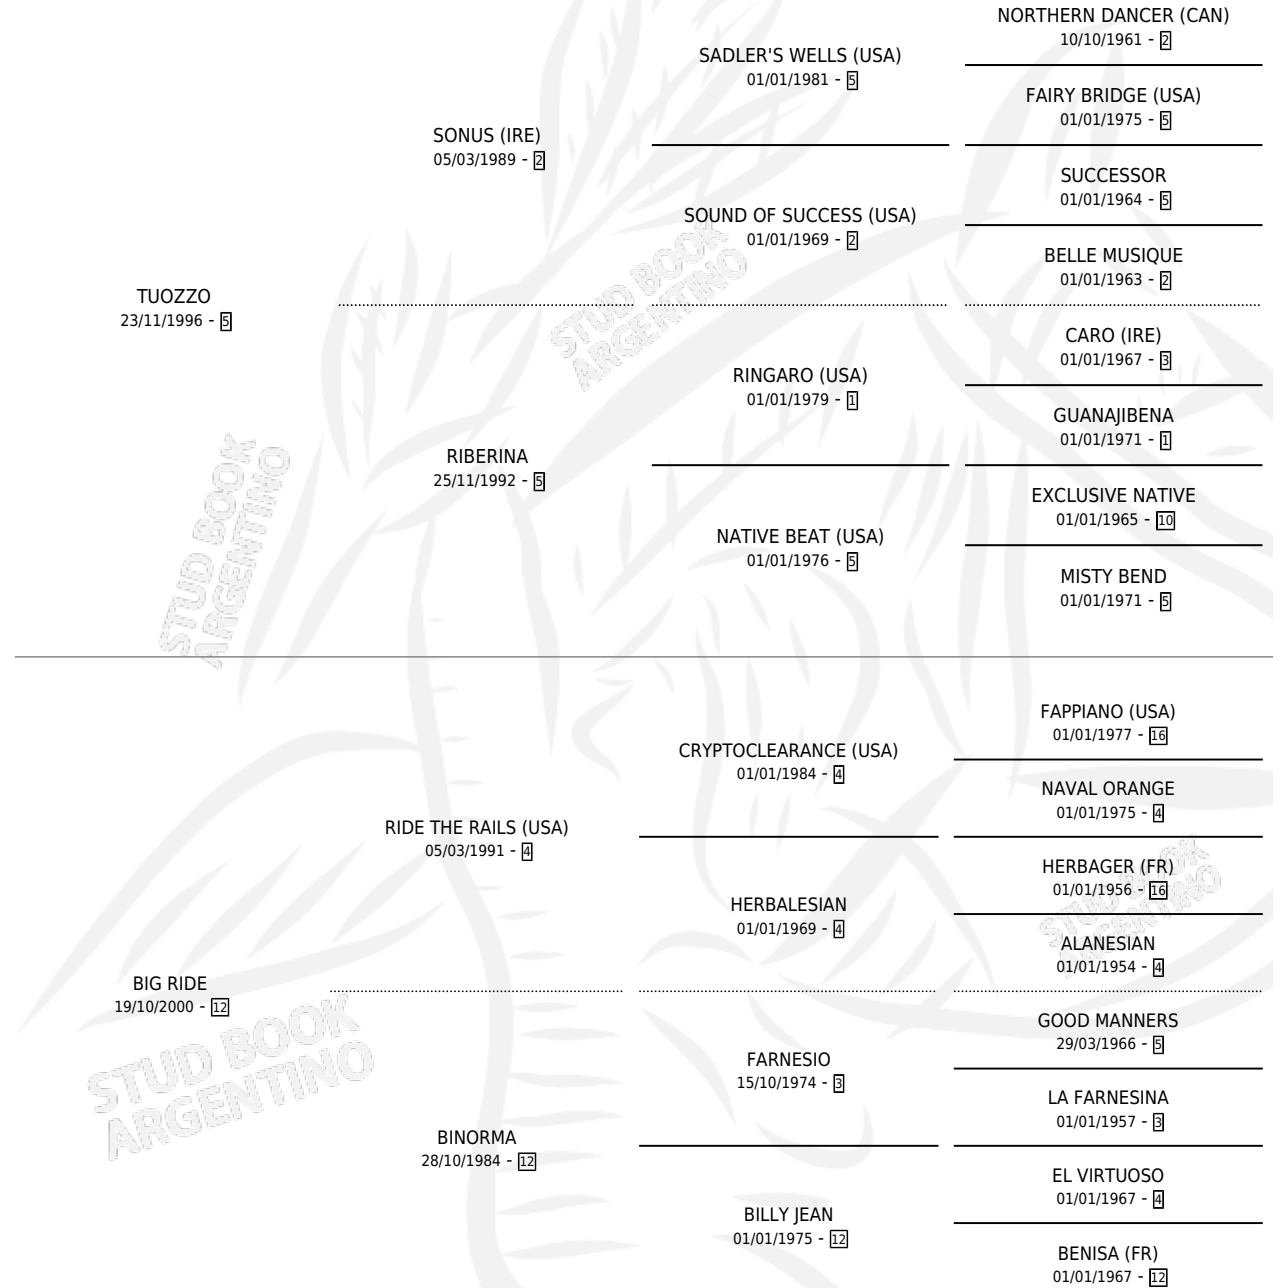 NORTHERN DANCER (CAN)
10/10/1961 - 2
SADLER'S WELLS (USA)
01/01/1981 - 5
FAIRY BRIDGE (USA)
01/01/1975 - 5
SONUS (IRE)
05/03/1989 - 2
SUCCESSOR
01/01/1964 - 5
SOUND OF SUCCESS (USA)
01/01/1969 - 2
BELLE MUSIQUE
01/01/1963 - 2
TUOZZO
23/11/1996 - 5
CARO (IRE)
01/01/1967 - 3
RINGARO (USA)
01/01/1979 - 1
GUANAJIBENA
01/01/1971 - 1
RIBERINA
25/11/1992 - 5
EXCLUSIVE NATIVE
01/01/1965 - 10
NATIVE BEAT (USA)
01/01/1976 - 5
MISTY BEND
01/01/1971 - 5
STUD BOOK
ARGENTINO
STUD BOOK
ARGENTINO
FAPPIANO (USA)
01/01/1977 - 16
CRYPTOCLEARANCE (USA)
01/01/1984 - 4
NAVAL ORANGE
01/01/1975 - 4
RIDE THE RAILS (USA)
05/03/1991 - 4
HERBAGER (FR)
01/01/1956 - 16
HERBALESIAN
01/01/1969 - 4
ALANESIAN
01/01/1954 - 4
BIG RIDE
19/10/2000 - 12
GOOD MANNERS
29/03/1966 - 5
FARNESIO
15/10/1974 - 3
LA FARNESINA
01/01/1957 - 3
BINORMA
28/10/1984 - 12
EL VIRTUOSO
01/01/1967 - 4
BILLY JEAN
01/01/1975 - 12
BENISA (FR)
01/01/1967 - 12
STUD BOOK
ARGENTINO
STUD BOOK
ARGENTINO